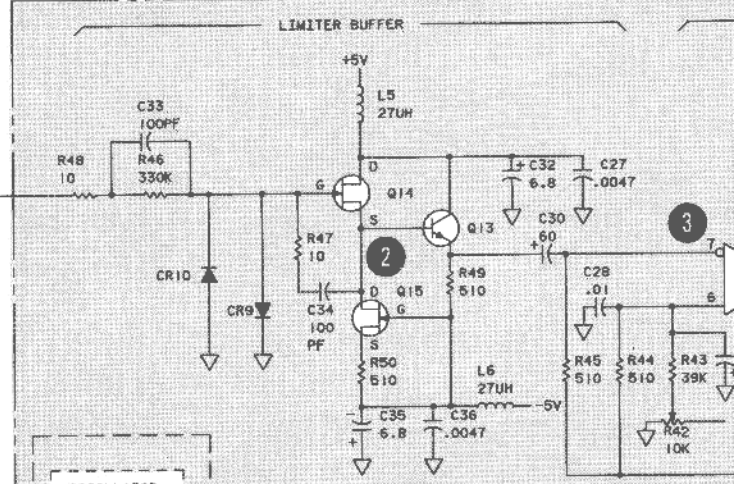 LIMITER BUFFER
+5V
L5
27UH
C33
100PF
R48
10
R46
330K
D
G
Q14
S
+
C32
6.8
C27
.0047
Q13
C30
+ 60
3
7
R47
10
2
CR10
CR9
D
Q15
G
S
C34
100
PF
R49
510
C28
.01
6
R50
510
L6
27UH
-5V
R45
510
R44
510
R43
39K
+
-
+
C35
6.8
C36
.0047
R42
10K